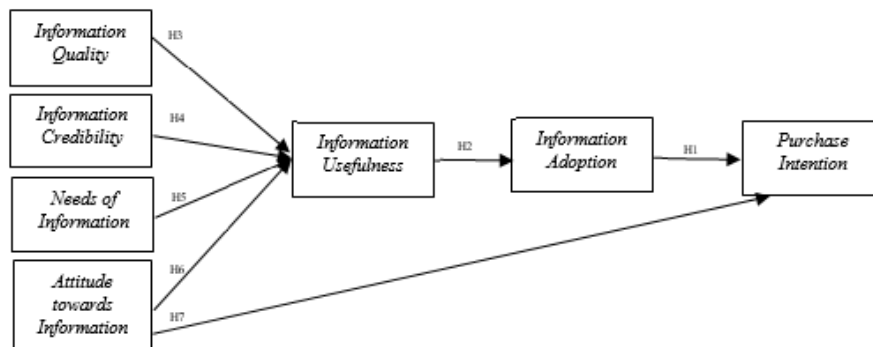 Information
Quality
H3
Information
Credibility
H4
Information
Usefulness
H2
Information
Adoption
H1
Purchase
Intention
Needs of
Information
H5
H6
Attitude
towards
Information
H7